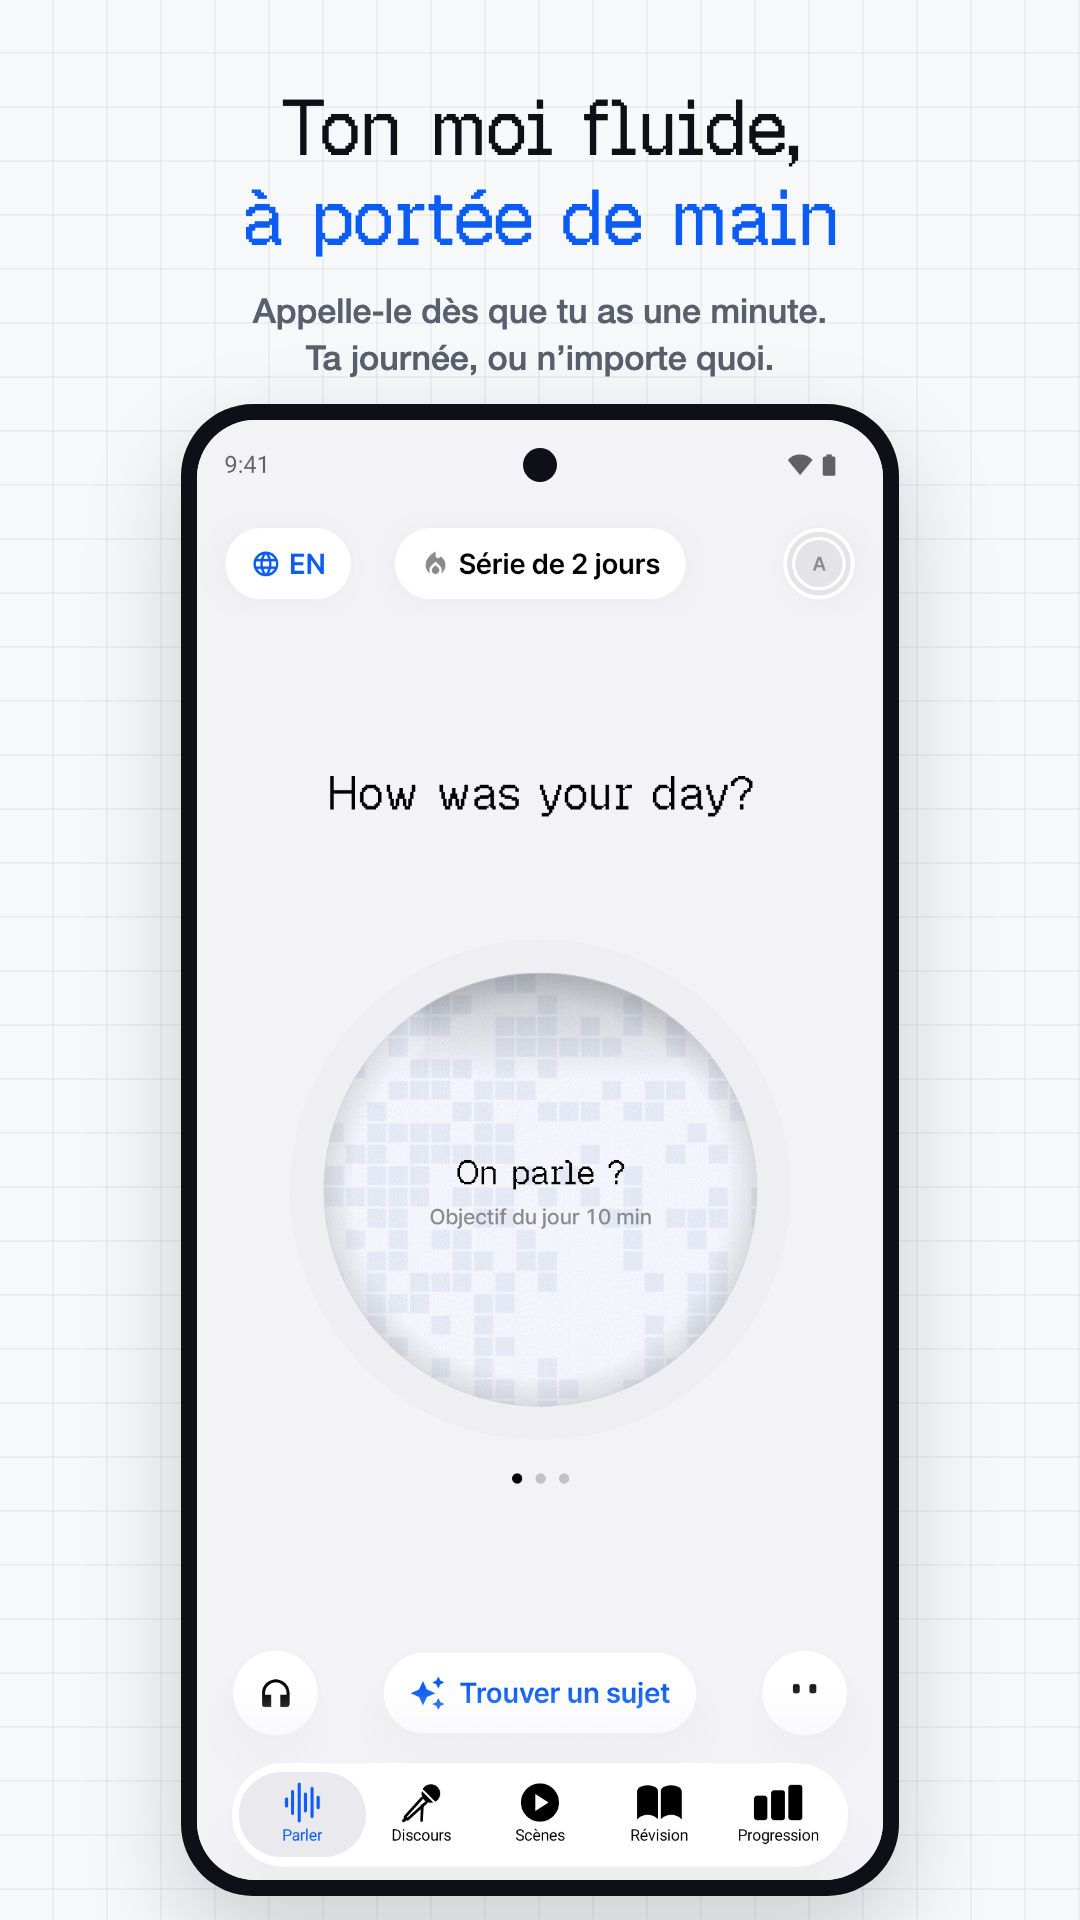 Ton moi fluide,
à portée de main
Appelle-le dès que tu as une minute.
Ta journée, ou n’importe quoi.
9:41
EN
Série de 2 jours
A
How was your day?
On parle ?
Objectif du jour 10 min
Trouver un sujet
Parler
Discours
Scènes
Révision
Progression